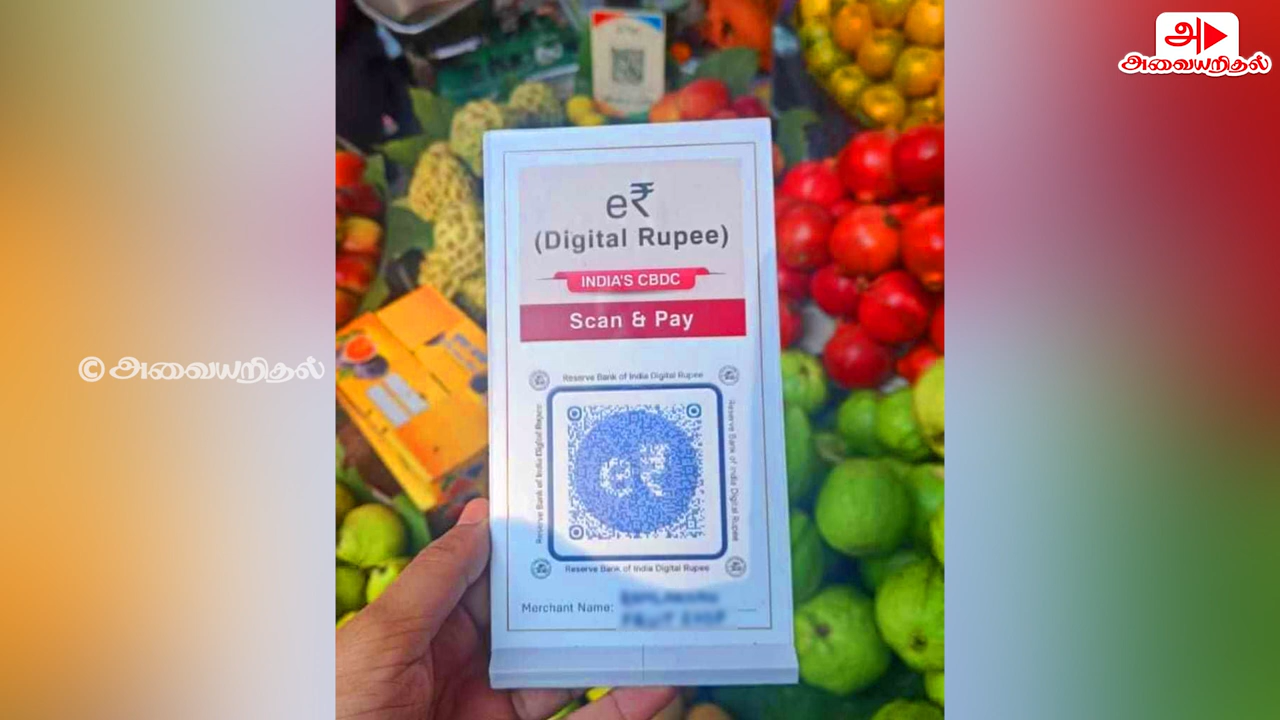 அ
அவையறிதல்
© அவையறிதல்
e₹
(Digital Rupee)
INDIA'S CBDC
Scan & Pay
Reserve Bank of India Digital Rupee
Reserve Bank of India Digital Rupee
Reserve Bank of India Digital Rupee
Reserve Bank of India Digital Rupee
Merchant Name: